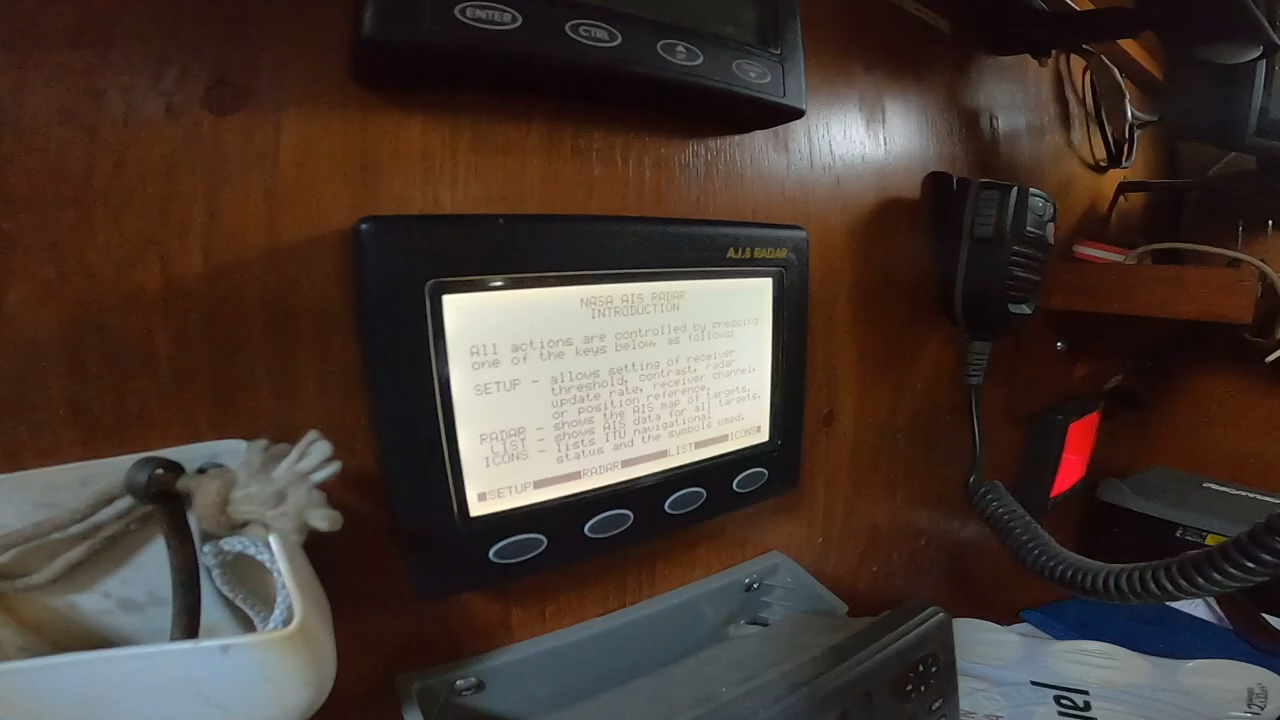 ENTER
CTRL
A.I.S RADAR
NASA AIS RADAR
INTRODUCTION
All actions are controlled by pressing
one of the keys below, as follows:
SETUP - allows setting of receiver
threshold, contrast, radar
update rate, receiver channel,
or position reference.
RADAR - shows the AIS map of targets.
LIST - shows AIS data for all targets.
ICONS - lists ITU navigational
status and the symbols used.
SETUP RADAR LIST ICONS